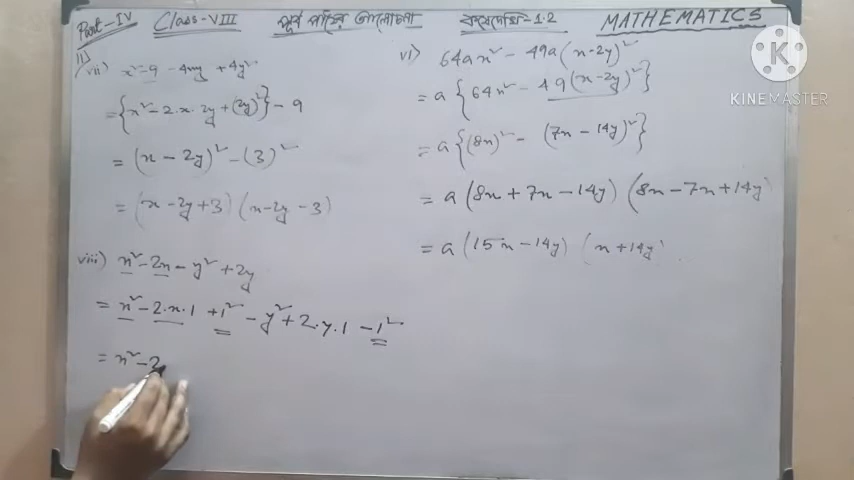 Part-IV Class-VIII পূর্ব পাঠের আলোচনা কষেদেখি-1.2 MATHEMATICS
11)
vii) x² - 9 - 4xy + 4y²
= {x² - 2·x·2y + (2y)²} - 9
= (x - 2y)² - (3)²
= (x - 2y + 3) (x - 2y - 3)
viii) x² - 2x - y² + 2y
= x² - 2·x·1 + 1² - y² + 2·y·1 - 1²
= x² - 2
vi) 64ax² - 49a(x - 2y)²
= a {64x² - 49(x - 2y)²}
= a {(8x)² - (7x - 14y)²}
= a (8x + 7x - 14y) (8x - 7x + 14y)
= a (15x - 14y) (x + 14y)
KINEMASTER